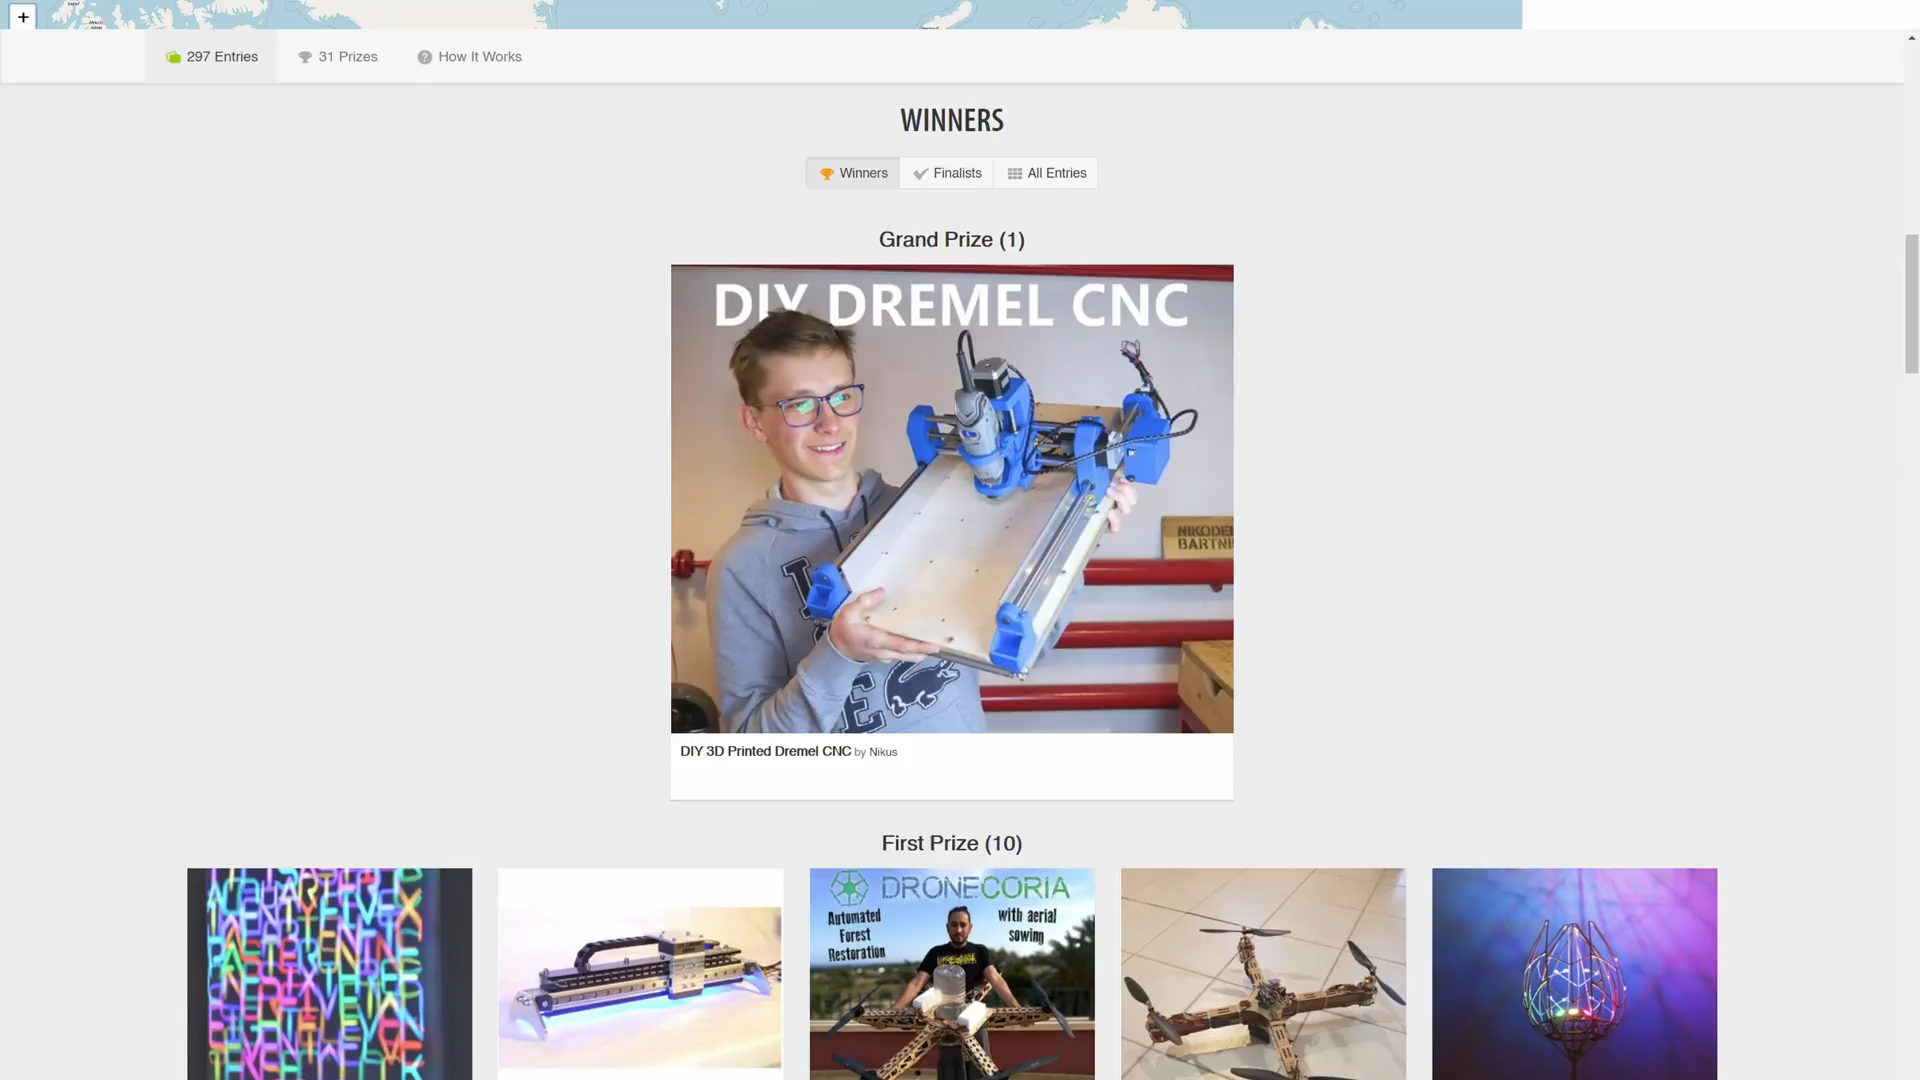 +
297 Entries
31 Prizes
? How It Works
WINNERS
Winners
Finalists
All Entries
Grand Prize (1)
DIY DREMEL CNC
NIKODE
BARTNI
E
DIY 3D Printed Dremel CNC by Nikus
First Prize (10)
DRONECORIA
Automated
Forest
Restoration
with aerial
sowing